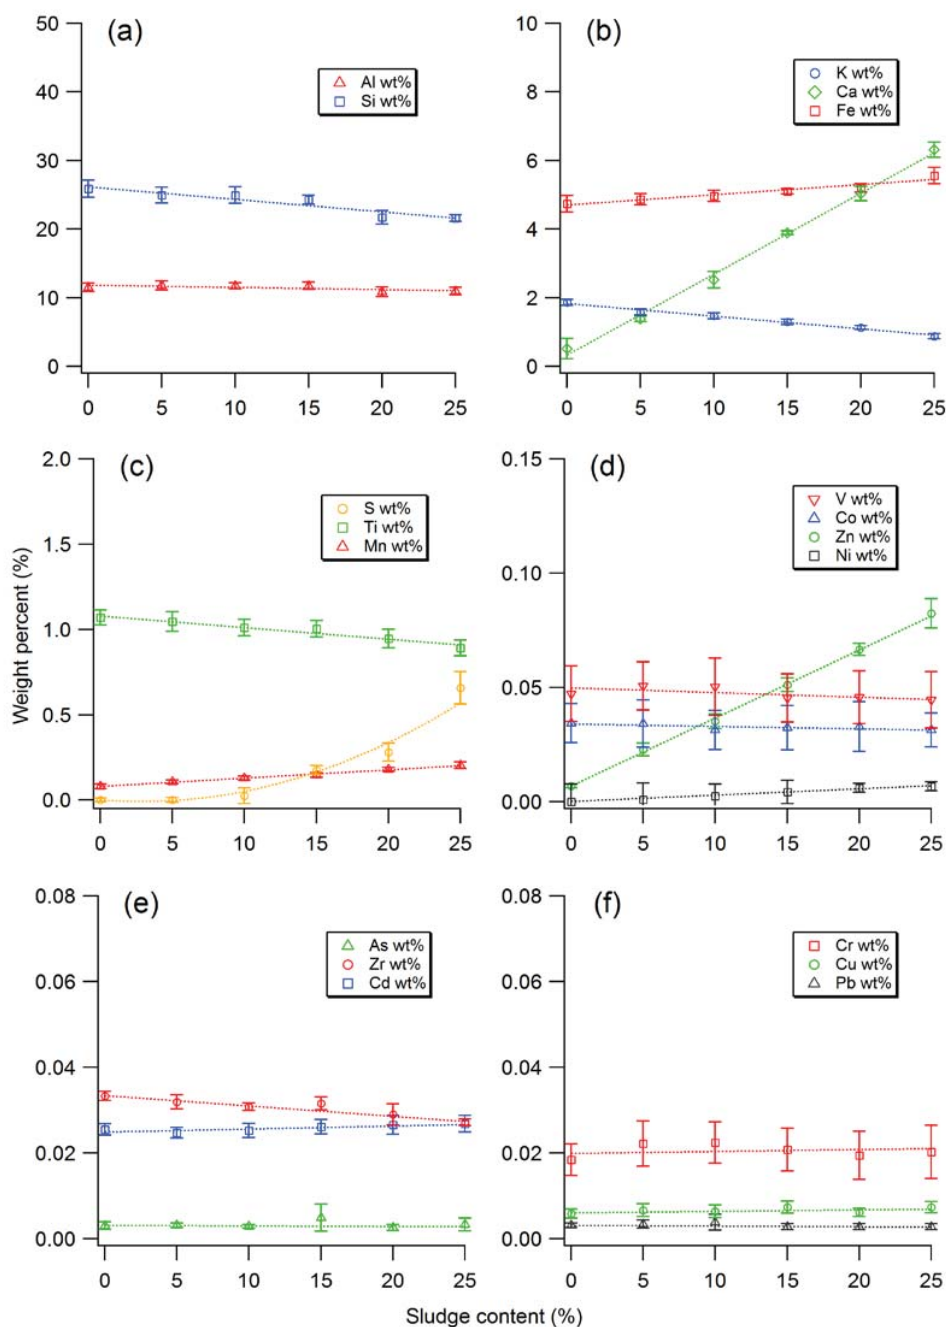 (a)
50
40
30
20
10
0
Al wt%
Si wt%
0 5 10 15 20 25
(b)
10
8
6
4
2
0
K wt%
Ca wt%
Fe wt%
0 5 10 15 20 25
Weight percent (%)
(c)
2.0
1.5
1.0
0.5
0.0
S wt%
Ti wt%
Mn wt%
0 5 10 15 20 25
(d)
0.15
0.10
0.05
0.00
V wt%
Co wt%
Zn wt%
Ni wt%
0 5 10 15 20 25
(e)
0.08
0.06
0.04
0.02
0.00
As wt%
Zr wt%
Cd wt%
0 5 10 15 20 25
(f)
0.08
0.06
0.04
0.02
0.00
Cr wt%
Cu wt%
Pb wt%
0 5 10 15 20 25
Sludge content (%)